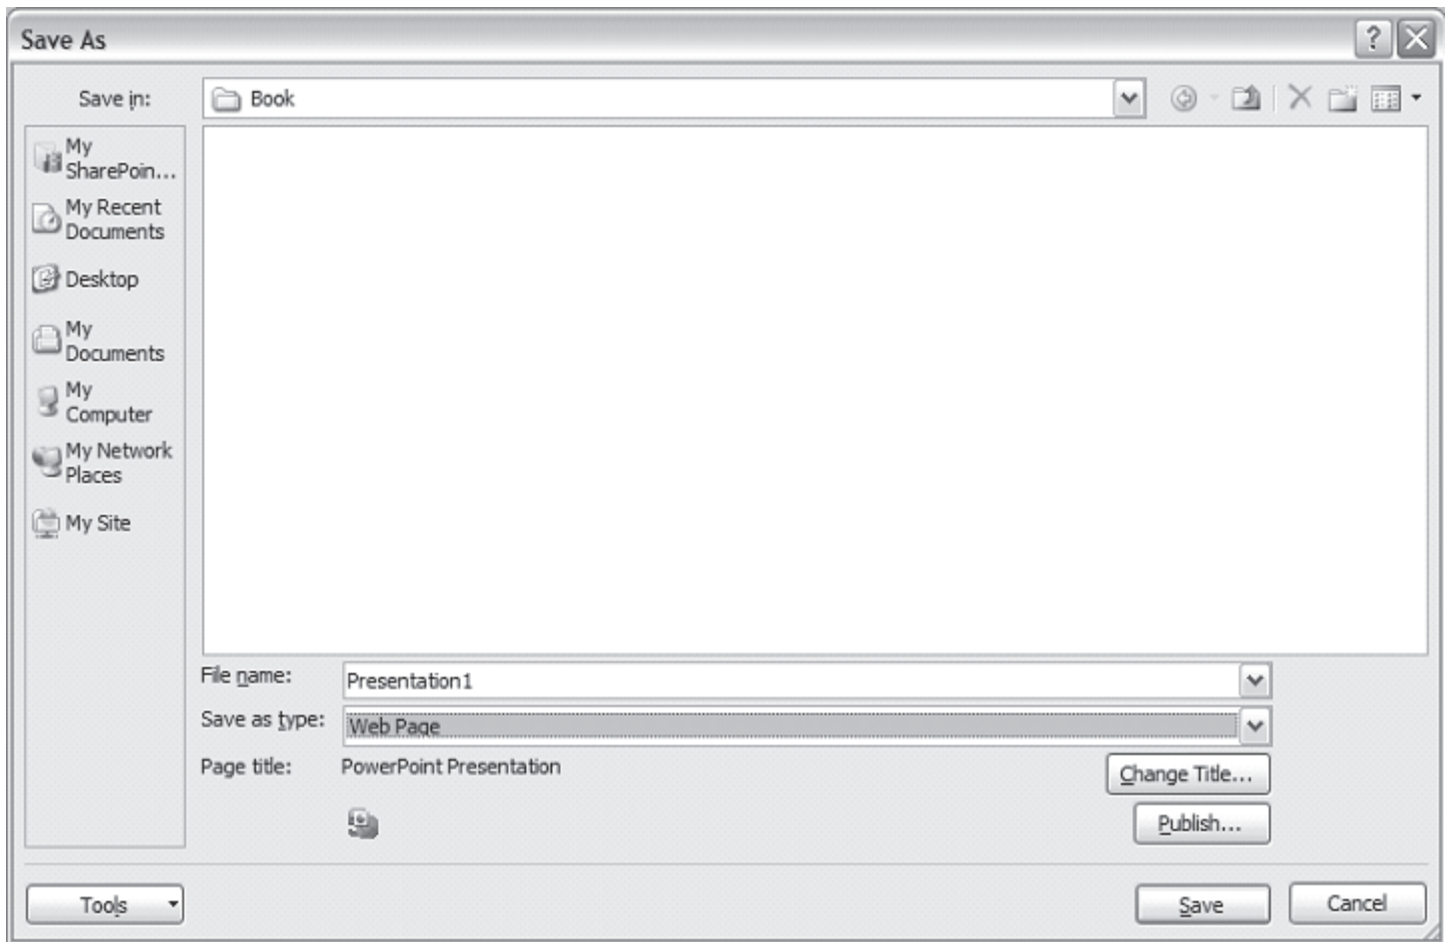 Save As
?
Save in:
Book
My
SharePoin...
My Recent
Documents
Desktop
My
Documents
My
Computer
My Network
Places
My Site
File name:
Presentation1
Save as type:
Web Page
Page title:
PowerPoint Presentation
Change Title...
Publish...
Tools
Save
Cancel